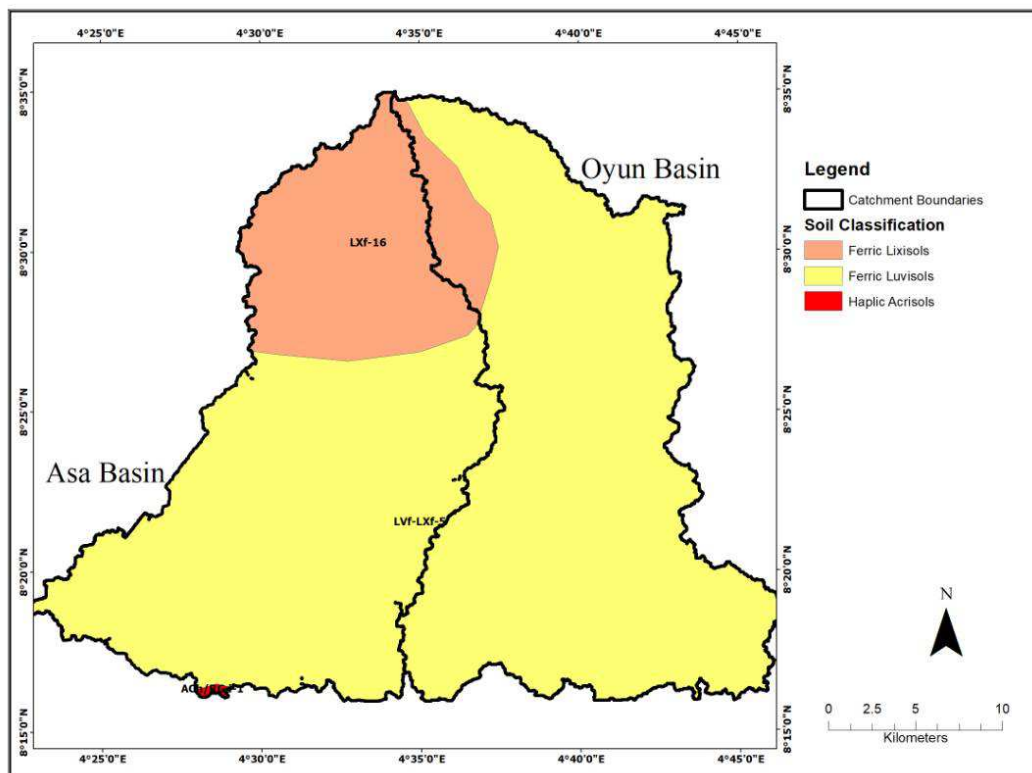 4°25'0"E 4°30'0"E 4°35'0"E 4°40'0"E 4°45'0"E
8°35'0"N 8°35'0"N
Oyun Basin
Legend
Catchment Boundaries
Soil Classification
Ferric Lixisols
Ferric Luvisols
Haplic Acrisols
LXf-16
8°30'0"N 8°30'0"N
8°25'0"N 8°25'0"N
Asa Basin
LVf-LXf-5
8°20'0"N 8°20'0"N
N
8°15'0"N 8°15'0"N
0 2.5 5 10
Kilometers
4°25'0"E 4°30'0"E 4°35'0"E 4°40'0"E 4°45'0"E